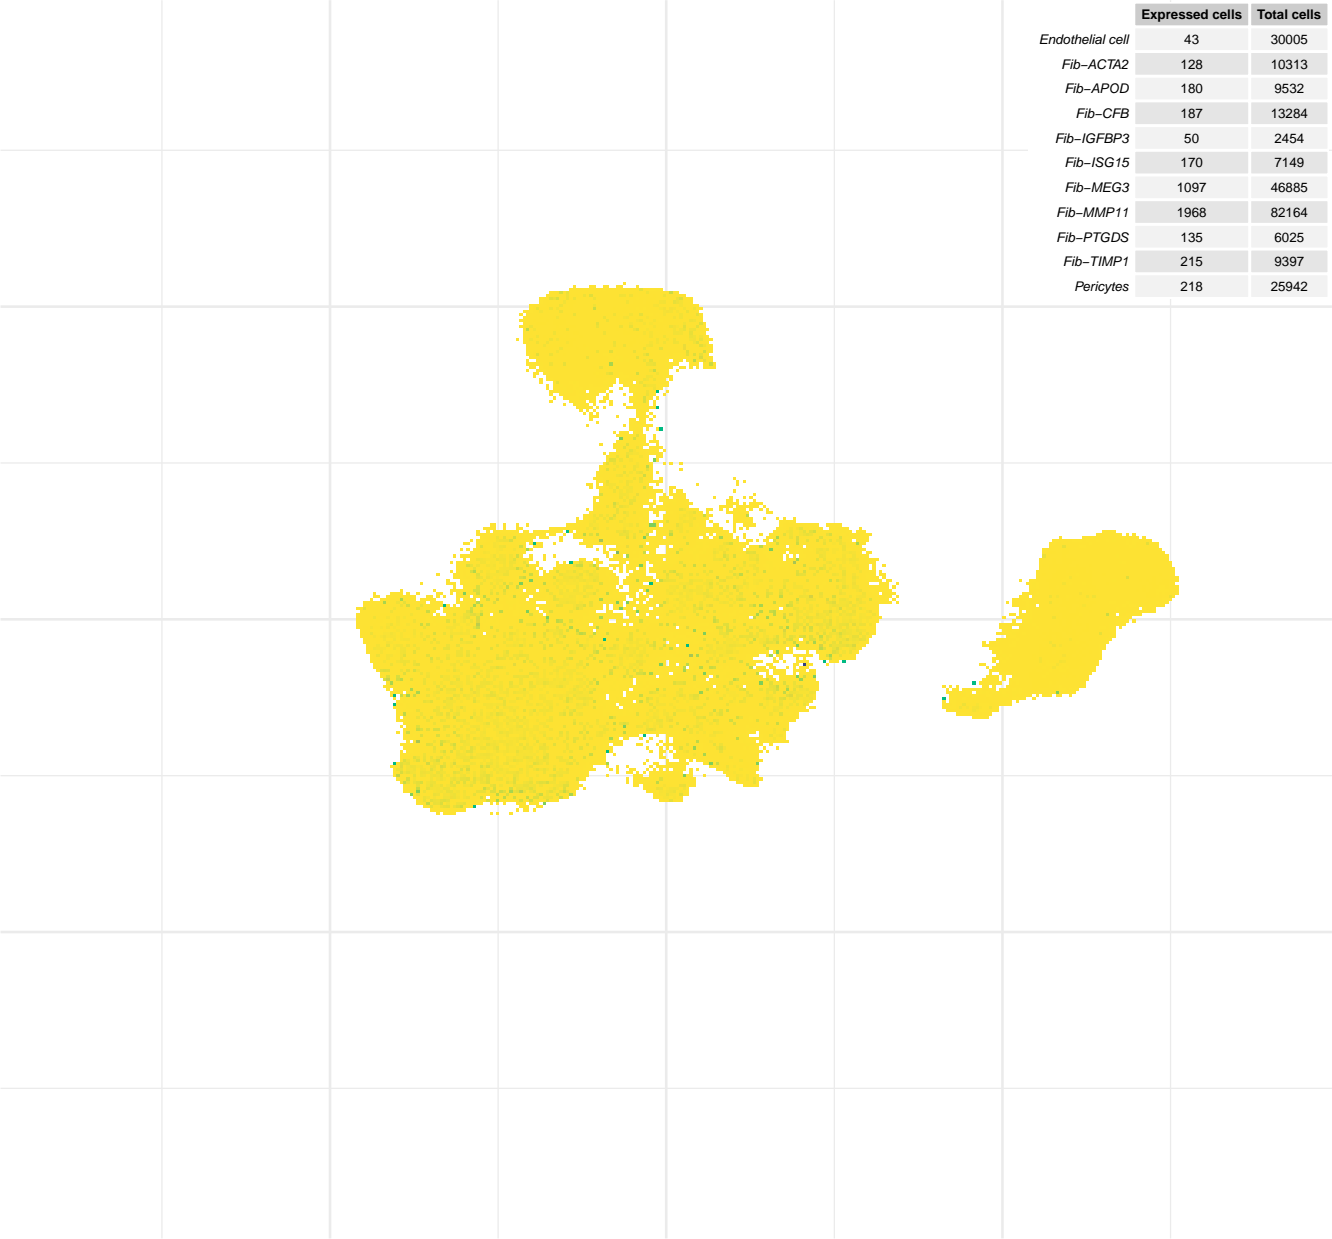 Expressed cells Total cells
Endothelial cell 43 30005
Fib−ACTA2 128 10313
Fib−APOD 180 9532
Fib−CFB 187 13284
Fib−IGFBP3 50 2454
Fib−ISG15 170 7149
Fib−MEG3 1097 46885
Fib−MMP11 1968 82164
Fib−PTGDS 135 6025
Fib−TIMP1 215 9397
Pericytes 218 25942